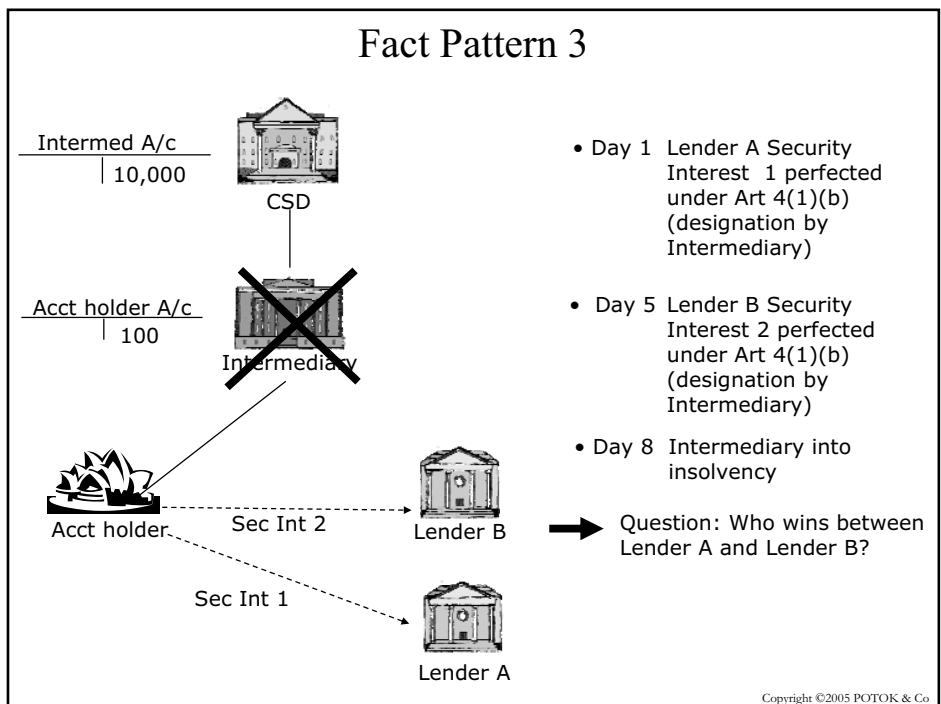 Fact Pattern 3
Intermed A/c
10,000
CSD
Acct holder A/c
100
Intermediary
Acct holder
Sec Int 2
Lender B
Sec Int 1
Lender A
• Day 1 Lender A Security
Interest 1 perfected
under Art 4(1)(b)
(designation by
Intermediary)
• Day 5 Lender B Security
Interest 2 perfected
under Art 4(1)(b)
(designation by
Intermediary)
• Day 8 Intermediary into
insolvency
Question: Who wins between
Lender A and Lender B?
Copyright ©2005 POTOK & Co